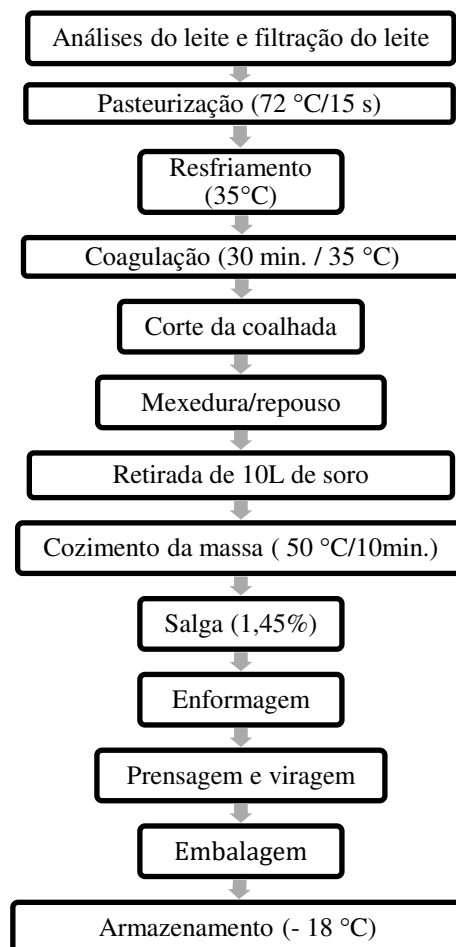 Análises do leite e filtração do leite
Pasteurização (72 °C/15 s)
Resfriamento
(35°C)
Coagulação (30 min. / 35 °C)
Corte da coalhada
Mexedura/repouso
Retirada de 10L de soro
Cozimento da massa ( 50 °C/10min.)
Salga (1,45%)
Enformagem
Prensagem e viragem
Embalagem
Armazenamento (- 18 °C)